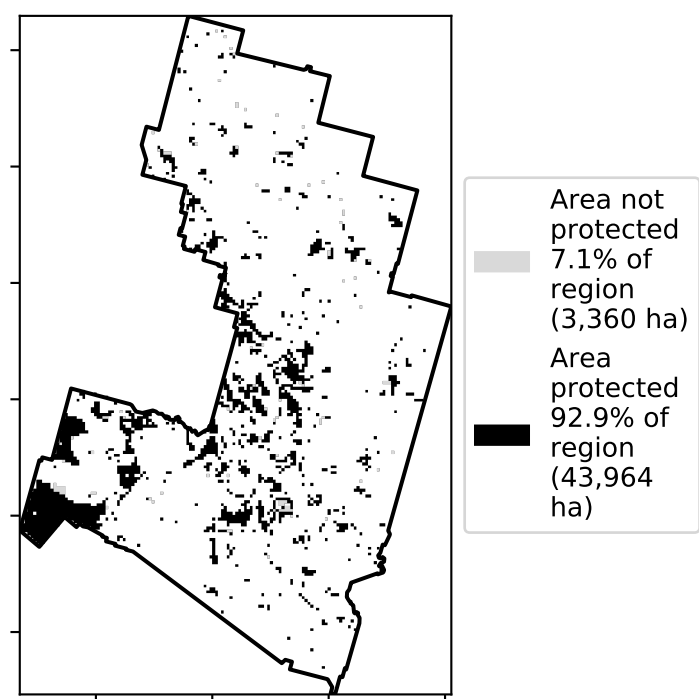 Area not
protected
7.1% of
region
(3,360 ha)
Area
protected
92.9% of
region
(43,964
ha)